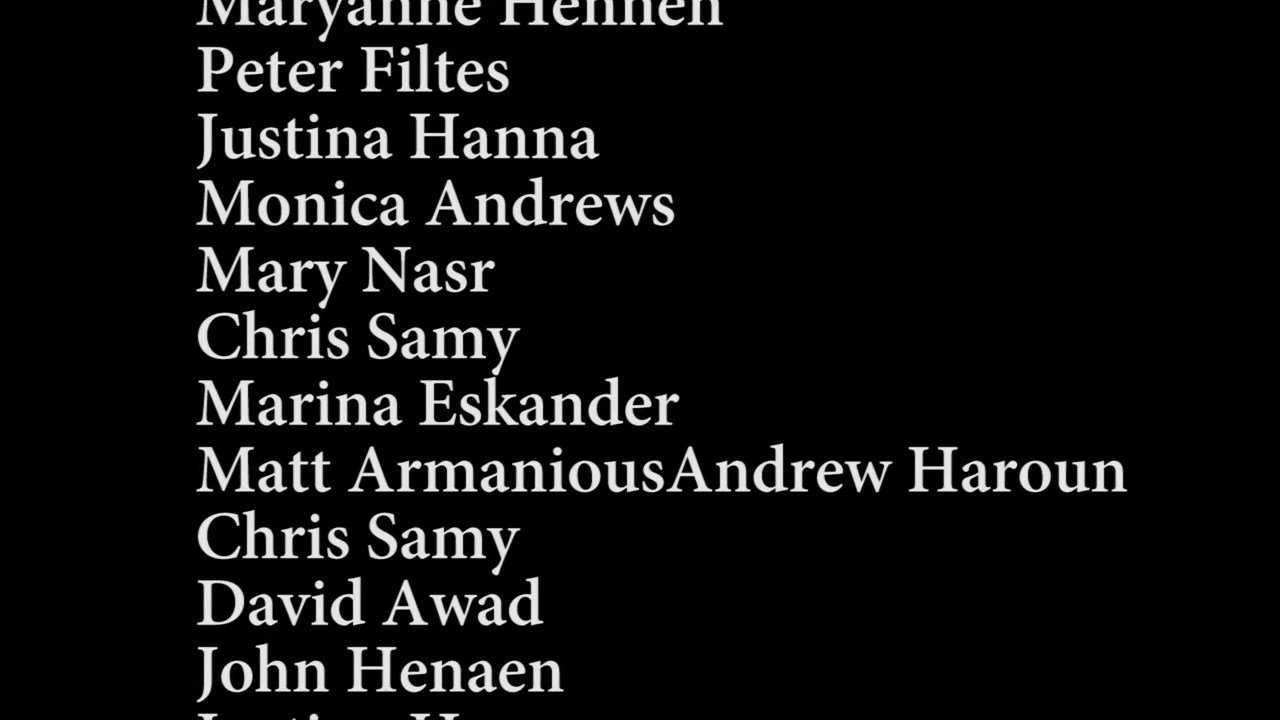 Maryanne Hennen
Peter Filtes
Justina Hanna
Monica Andrews
Mary Nasr
Chris Samy
Marina Eskander
Matt ArmaniousAndrew Haroun
Chris Samy
David Awad
John Henaen